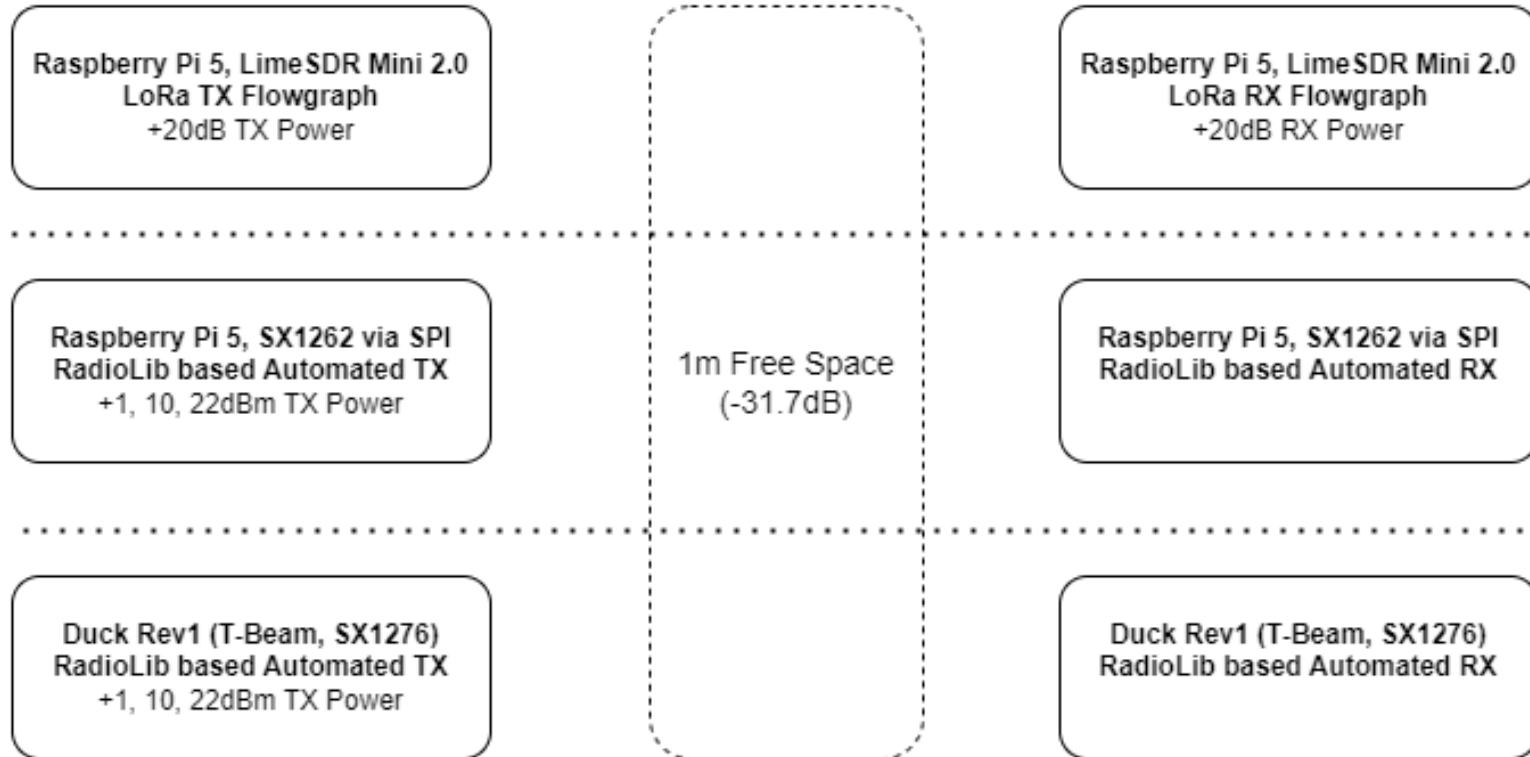 Raspberry Pi 5, LimeSDR Mini 2.0
LoRa TX Flowgraph
+20dB TX Power
Raspberry Pi 5, LimeSDR Mini 2.0
LoRa RX Flowgraph
+20dB RX Power
Raspberry Pi 5, SX1262 via SPI
RadioLib based Automated TX
+1, 10, 22dBm TX Power
1m Free Space
(-31.7dB)
Raspberry Pi 5, SX1262 via SPI
RadioLib based Automated RX
Duck Rev1 (T-Beam, SX1276)
RadioLib based Automated TX
+1, 10, 22dBm TX Power
Duck Rev1 (T-Beam, SX1276)
RadioLib based Automated RX